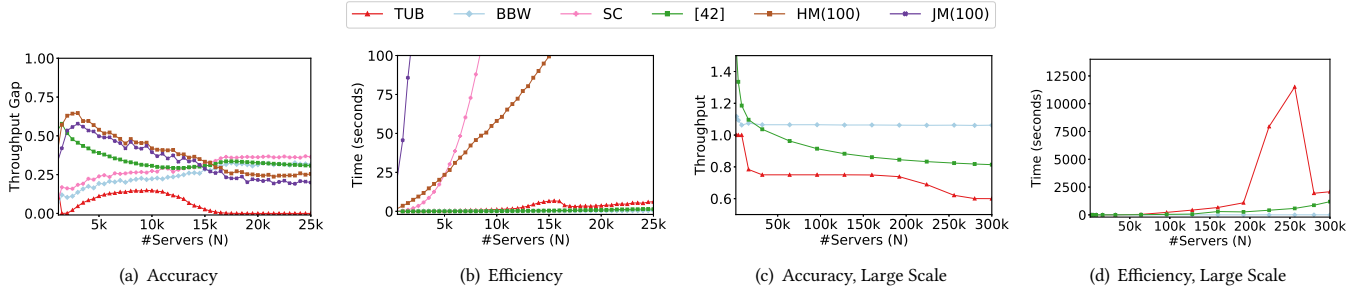 TUB BBW SC [42] HM(100) JM(100)
Throughput Gap
1.00
0.75
0.50
0.25
0.00
5k 10k 15k 20k 25k
#Servers (N)
(a) Accuracy
Time (seconds)
100
75
50
25
0
5k 10k 15k 20k 25k
#Servers (N)
(b) Efficiency
Throughput
1.4
1.2
1.0
0.8
0.6
50k 100k 150k 200k 250k 300k
#Servers (N)
(c) Accuracy, Large Scale
Time (seconds)
12500
10000
7500
5000
2500
0
50k 100k 150k 200k 250k 300k
#Servers (N)
(d) Efficiency, Large Scale